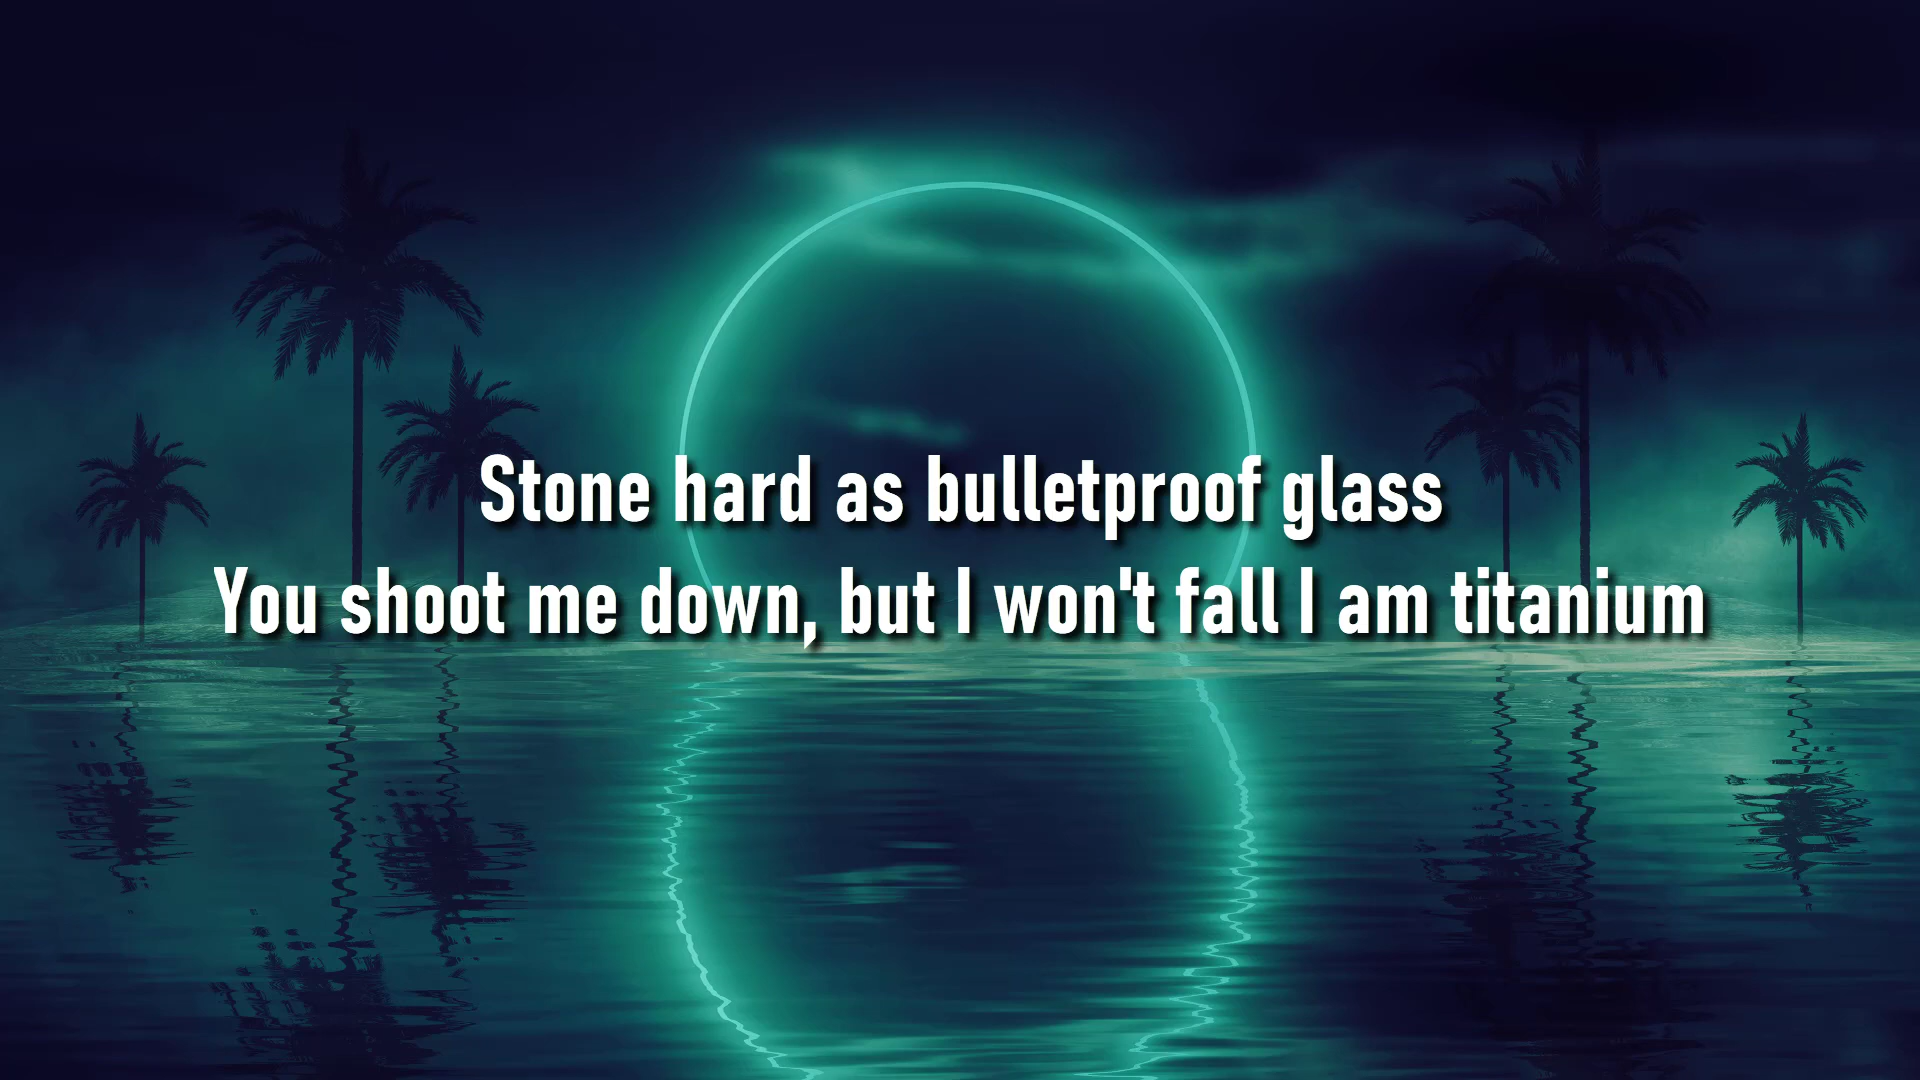 Stone hard as bulletproof glass
You shoot me down, but I won't fall I am titanium